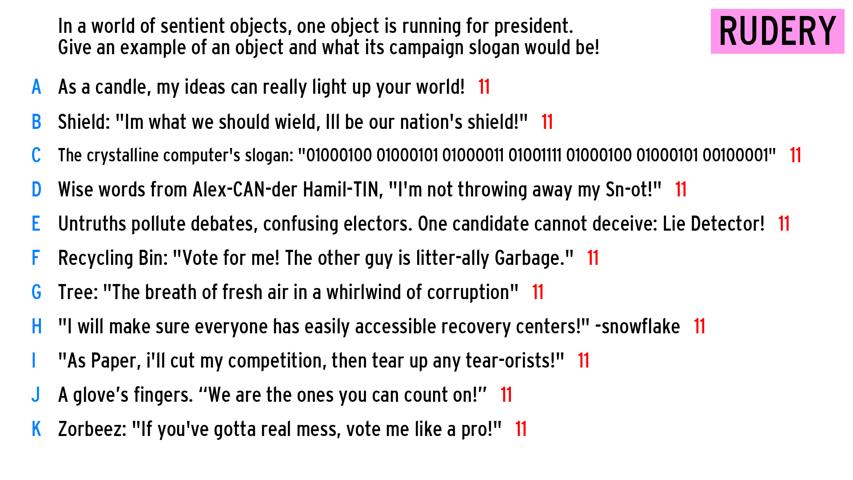 In a world of sentient objects, one object is running for president.
Give an example of an object and what its campaign slogan would be!
RUDERY
A As a candle, my ideas can really light up your world! 11
B Shield: "Im what we should wield, Ill be our nation's shield!" 11
C The crystalline computer's slogan: "01000100 01000101 01000011 01001111 01000100 01000101 00100001" 11
D Wise words from Alex-CAN-der Hamil-TIN, "I'm not throwing away my Sn-ot!" 11
E Untruths pollute debates, confusing electors. One candidate cannot deceive: Lie Detector! 11
F Recycling Bin: "Vote for me! The other guy is litter-ally Garbage." 11
G Tree: "The breath of fresh air in a whirlwind of corruption" 11
H "I will make sure everyone has easily accessible recovery centers!" -snowflake 11
I "As Paper, i'll cut my competition, then tear up any tear-orists!" 11
J A glove’s fingers. “We are the ones you can count on!” 11
K Zorbeez: "If you've gotta real mess, vote me like a pro!" 11